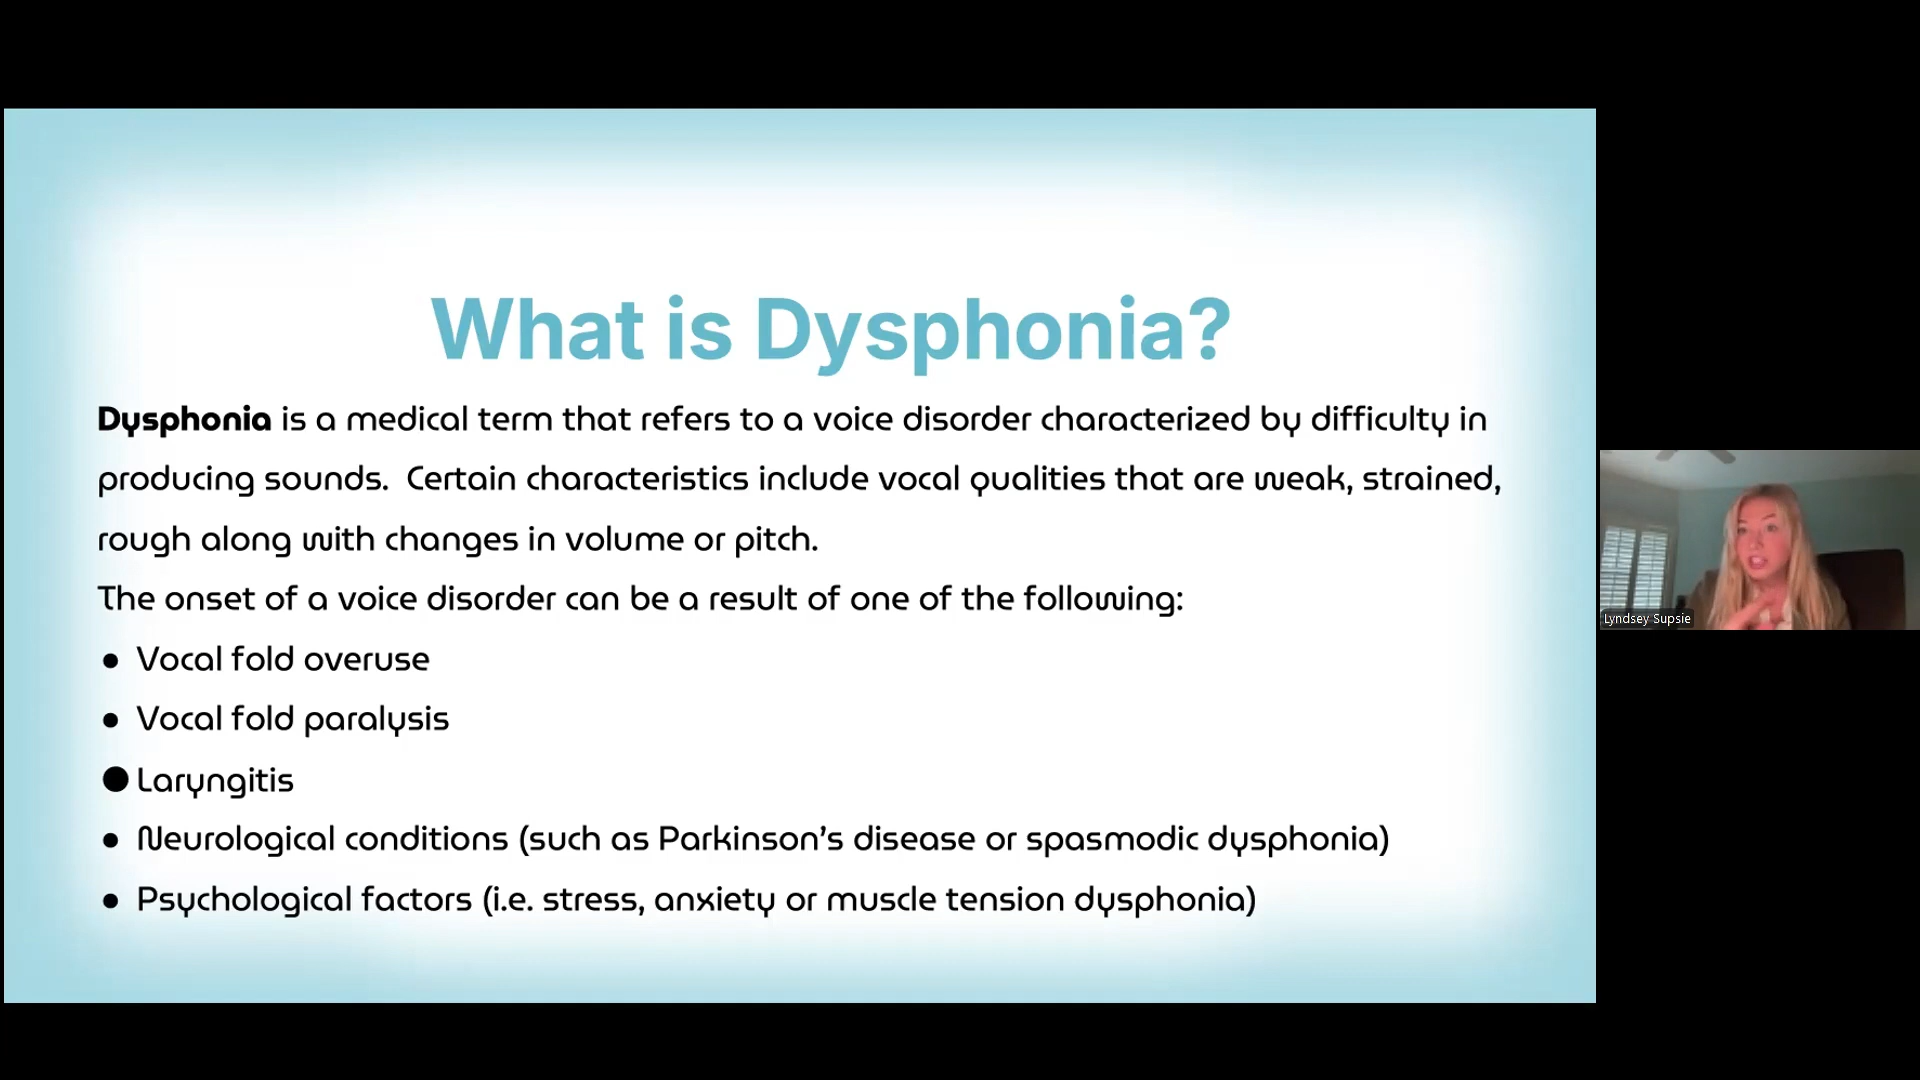 What is Dysphonia?
Dysphonia is a medical term that refers to a voice disorder characterized by difficulty in
producing sounds.  Certain characteristics include vocal qualities that are weak, strained,
rough along with changes in volume or pitch.
The onset of a voice disorder can be a result of one of the following:
● Vocal fold overuse
● Vocal fold paralysis
● Laryngitis
● Neurological conditions (such as Parkinson’s disease or spasmodic dysphonia)
● Psychological factors (i.e. stress, anxiety or muscle tension dysphonia)
Lyndsey Supsie